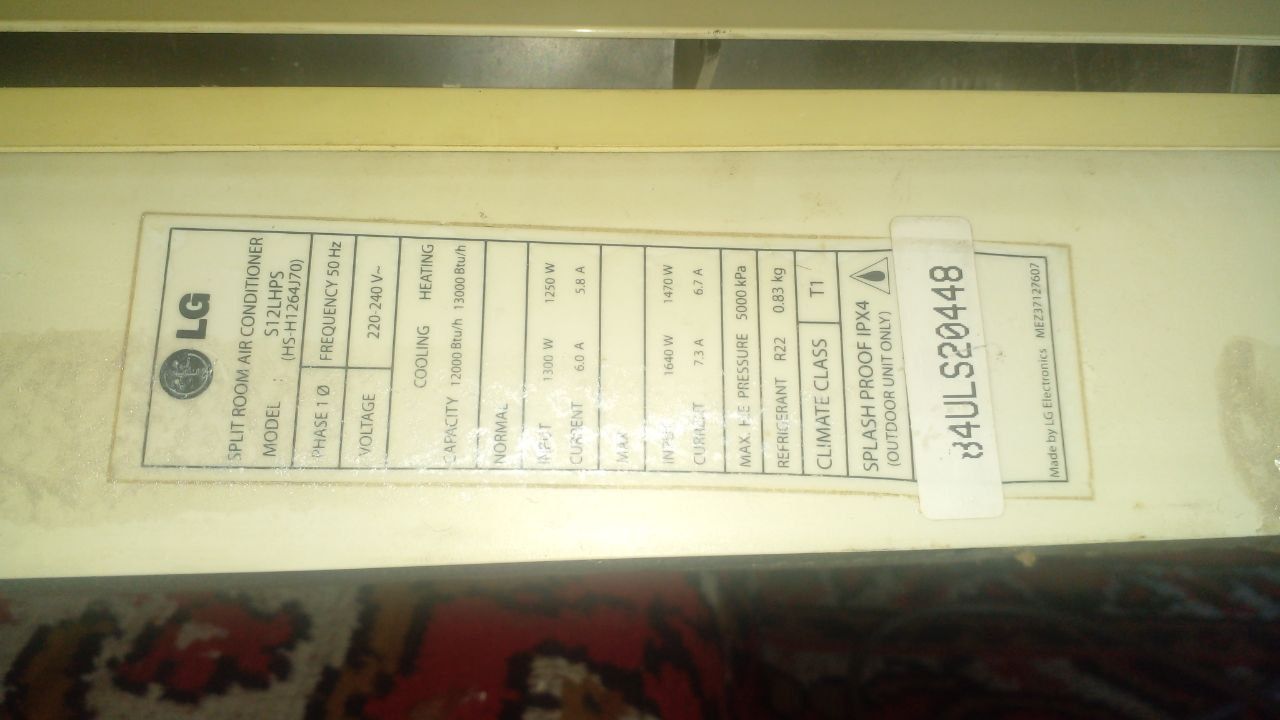 LG
SPLIT ROOM AIR CONDITIONER
MODEL : S12LHPS
(HS-H1264J70)
PHASE 1 Ø FREQUENCY 50 Hz
VOLTAGE 220-240 V~
COOLING HEATING
CAPACITY 12000 Btu/h 13000 Btu/h
NORMAL
INPUT 1300 W 1250 W
CURRENT 6.0 A 5.8 A
MAX
INPUT 1640 W 1470 W
CURRENT 7.3 A 6.7 A
MAX. H.E PRESSURE 5000 kPa
REFRIGERANT R22 0.83 kg
CLIMATE CLASS T1
SPLASH PROOF IPX4
(OUTDOOR UNIT ONLY)
84ULS20448
Made by LG Electronics MEZ37127607